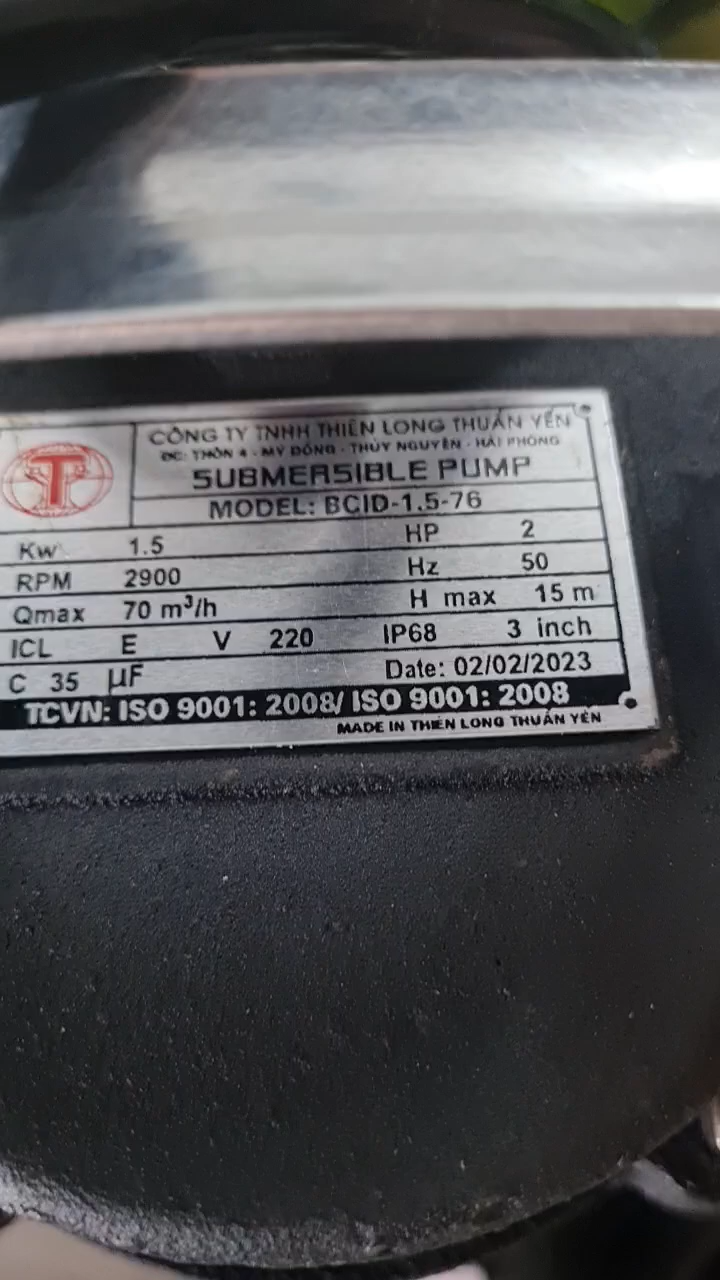 CÔNG TY TNHH THIÊN LONG THUẤN YẾN
ĐC: THÔN 4 - MỸ ĐỒNG - THỦY NGUYÊN - HẢI PHÒNG
T
SUBMERSIBLE PUMP
MODEL: BCID-1.5-76
Kw 1.5 HP 2
RPM 2900 Hz 50
Qmax 70 m³/h H max 15 m
ICL E V 220 IP68 3 inch
C 35 µF Date: 02/02/2023
TCVN: ISO 9001: 2008/ ISO 9001: 2008
MADE IN THIÊN LONG THUẤN YẾN